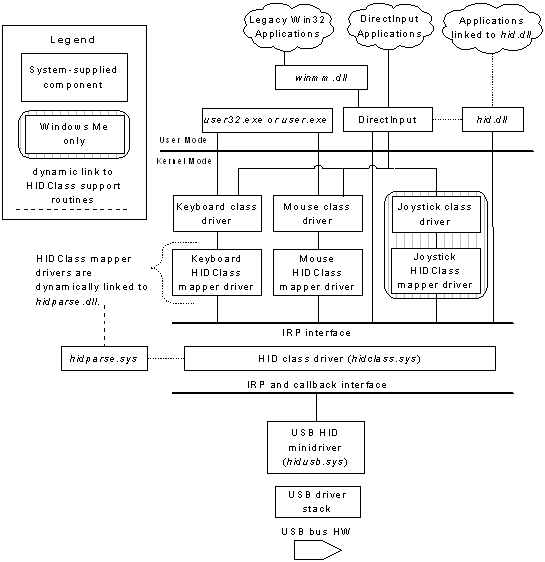 Legend
System-supplied
component
Windows Me
only
dynamic link to
HIDClass support
routines
Legacy Win32
Applications
DirectInput
Applications
Applications
linked to hid.dll
winmm.dll
user32.exe or user.exe
DirectInput
hid.dll
User Mode
Kernel Mode
Keyboard class
driver
Mouse class
driver
Joystick class
driver
HIDClass mapper
drivers are
dynamically linked to
hidparse.dll.
Keyboard
HIDClass
mapper driver
Mouse
HIDClass
mapper driver
Joystick
HIDClass
mapper driver
IRP interface
hidparse.sys
HID class driver (hidclass.sys)
IRP and callback interface
USB HID
minidriver
(hidusb.sys)
USB driver
stack
USB bus HW